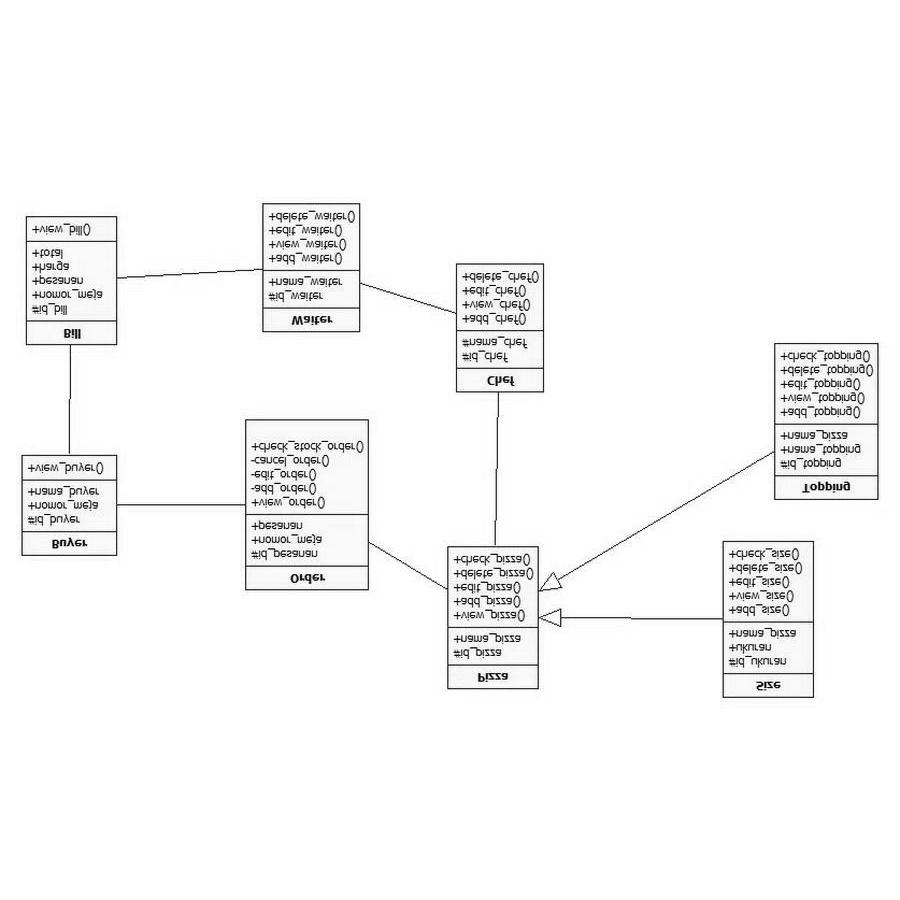 Buyer
#id_buyer
+nomor_meja
+nama_buyer
+view_buyer()
Order
#id_pesanan
+nomor_meja
+pesanan
+view_order()
-add_order()
-edit_order()
-cancel_order()
+check_stock_order()
Pizza
#id_pizza
+nama_pizza
+view_pizza()
+add_pizza()
+edit_pizza()
+delete_pizza()
+check_pizza()
Size
#id_ukuran
+ukuran
+nama_pizza
+add_size()
+view_size()
+edit_size()
+delete_size()
+check_size()
Bill
#id_bill
+nomor_meja
+pesanan
+harga
+total
+view_bill()
Waiter
#id_waiter
+nama_waiter
+add_waiter()
+view_waiter()
+edit_waiter()
+delete_waiter()
Chef
#id_chef
#nama_chef
+add_chef()
+view_chef()
+edit_chef()
+delete_chef()
Topping
#id_topping
+nama_topping
+nama_pizza
+add_topping()
+view_topping()
+edit_topping()
+delete_topping()
+check_topping()